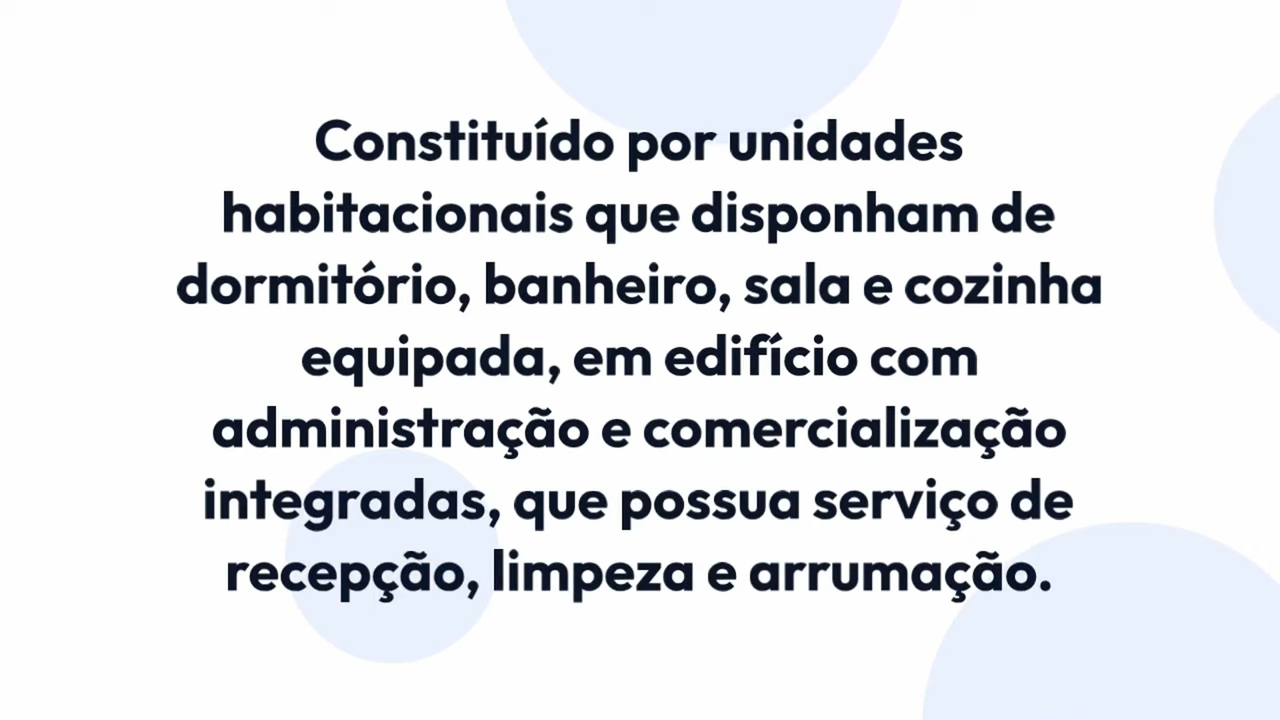 Constituído por unidades
habitacionais que disponham de
dormitório, banheiro, sala e cozinha
equipada, em edifício com
administração e comercialização
integradas, que possua serviço de
recepção, limpeza e arrumação.